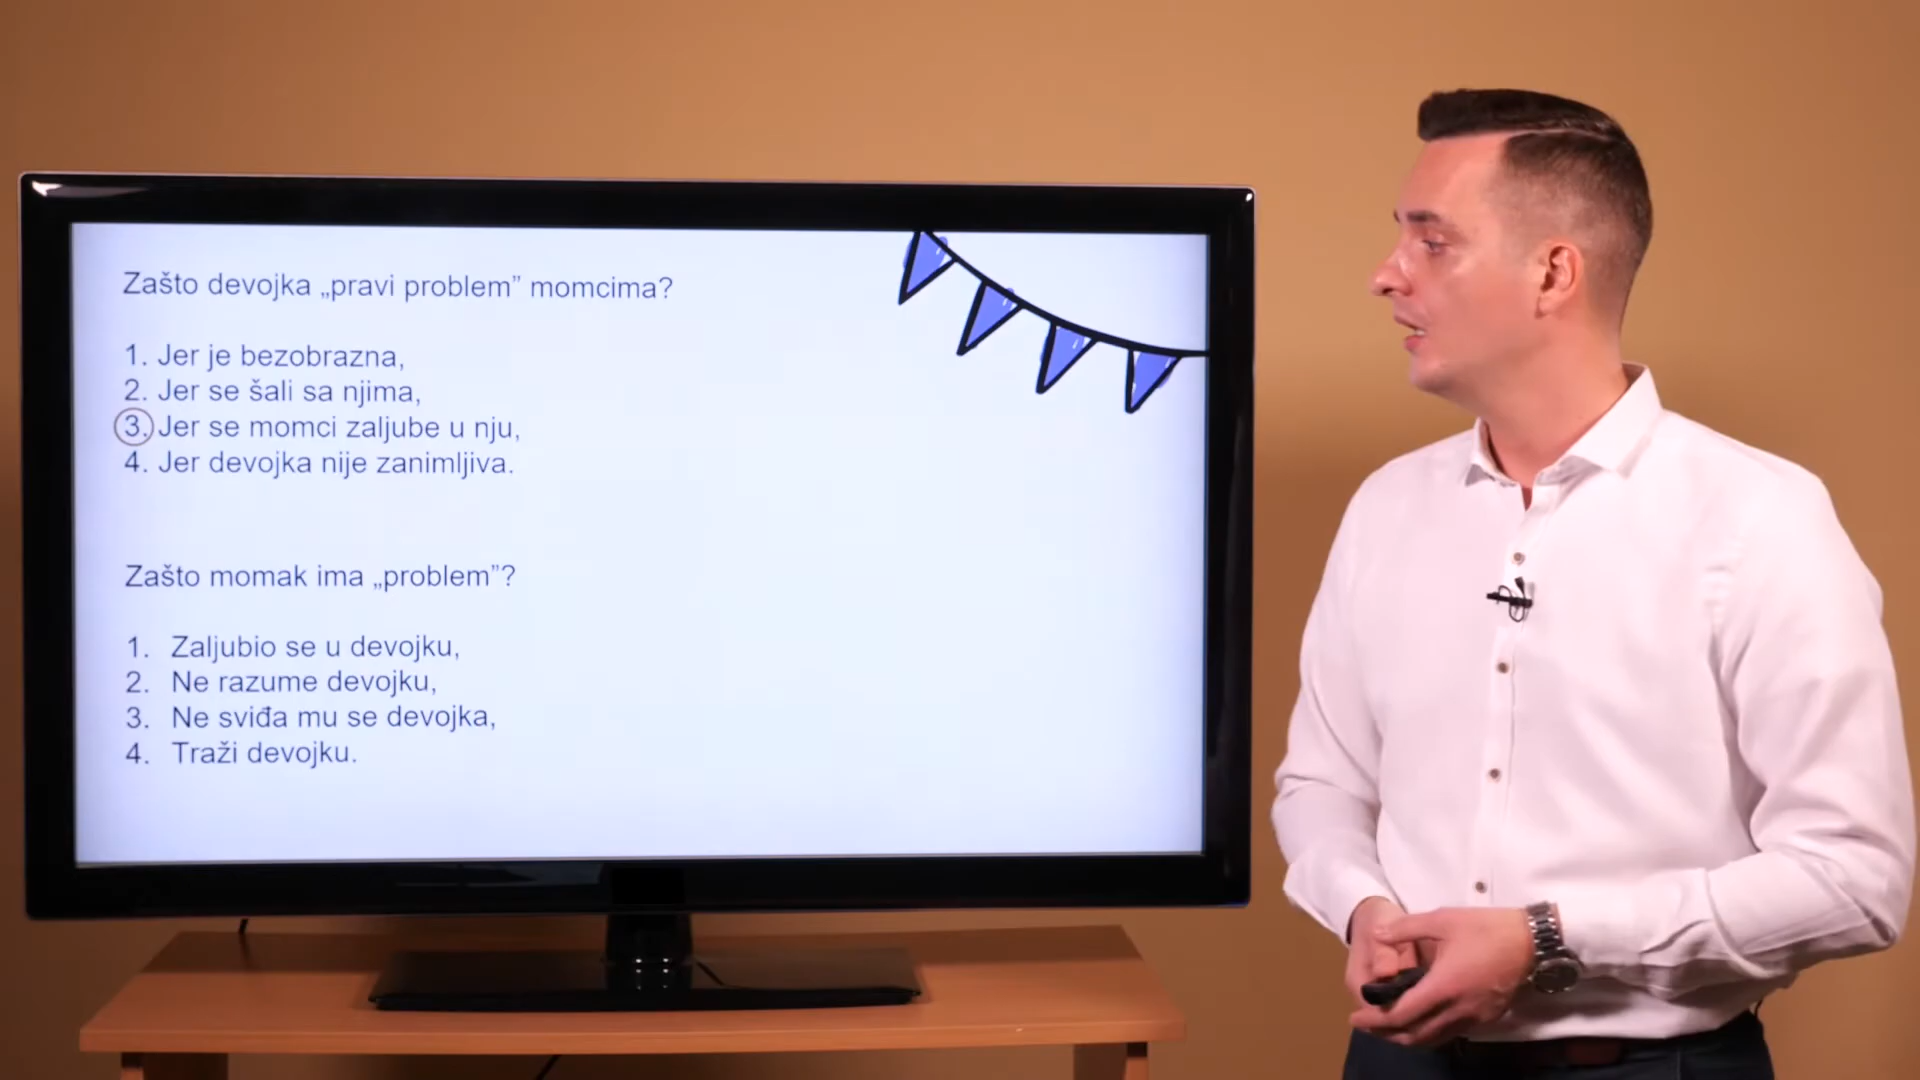 Zašto devojka „pravi problem” momcima?
1. Jer je bezobrazna,
2. Jer se šali sa njima,
3. Jer se momci zaljube u nju,
4. Jer devojka nije zanimljiva.
Zašto momak ima „problem”?
1. Zaljubio se u devojku,
2. Ne razume devojku,
3. Ne sviđa mu se devojka,
4. Traži devojku.